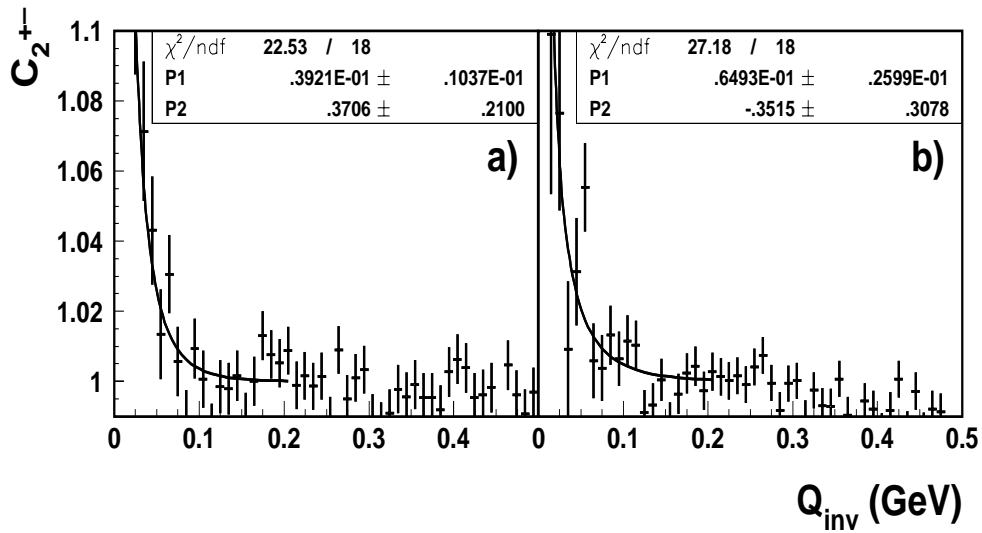 C₂⁺⁻
1.1
1.08
1.06
1.04
1.02
1
χ²/ndf 22.53 / 18
P1 .3921E-01 ± .1037E-01
P2 .3706 ± .2100
a)
χ²/ndf 27.18 / 18
P1 .6493E-01 ± .2599E-01
P2 -.3515 ± .3078
b)
0 0.1 0.2 0.3 0.4 0 0.1 0.2 0.3 0.4 0.5
Q_inv (GeV)